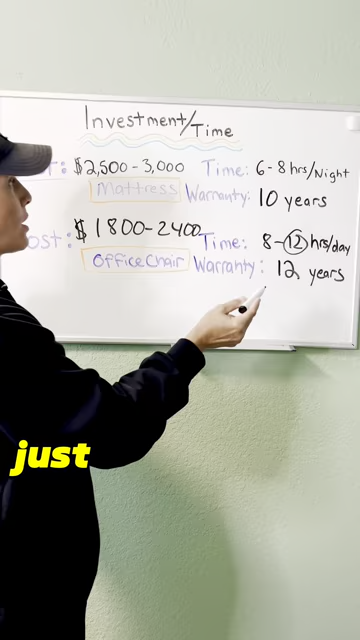 Investment/Time
T: $2,500-3,000 Time: 6-8 hrs/Night
Mattress Warranty: 10 years
ost: $1800-2400 Time: 8-12 hrs/day
Office Chair Warranty: 12 years
just